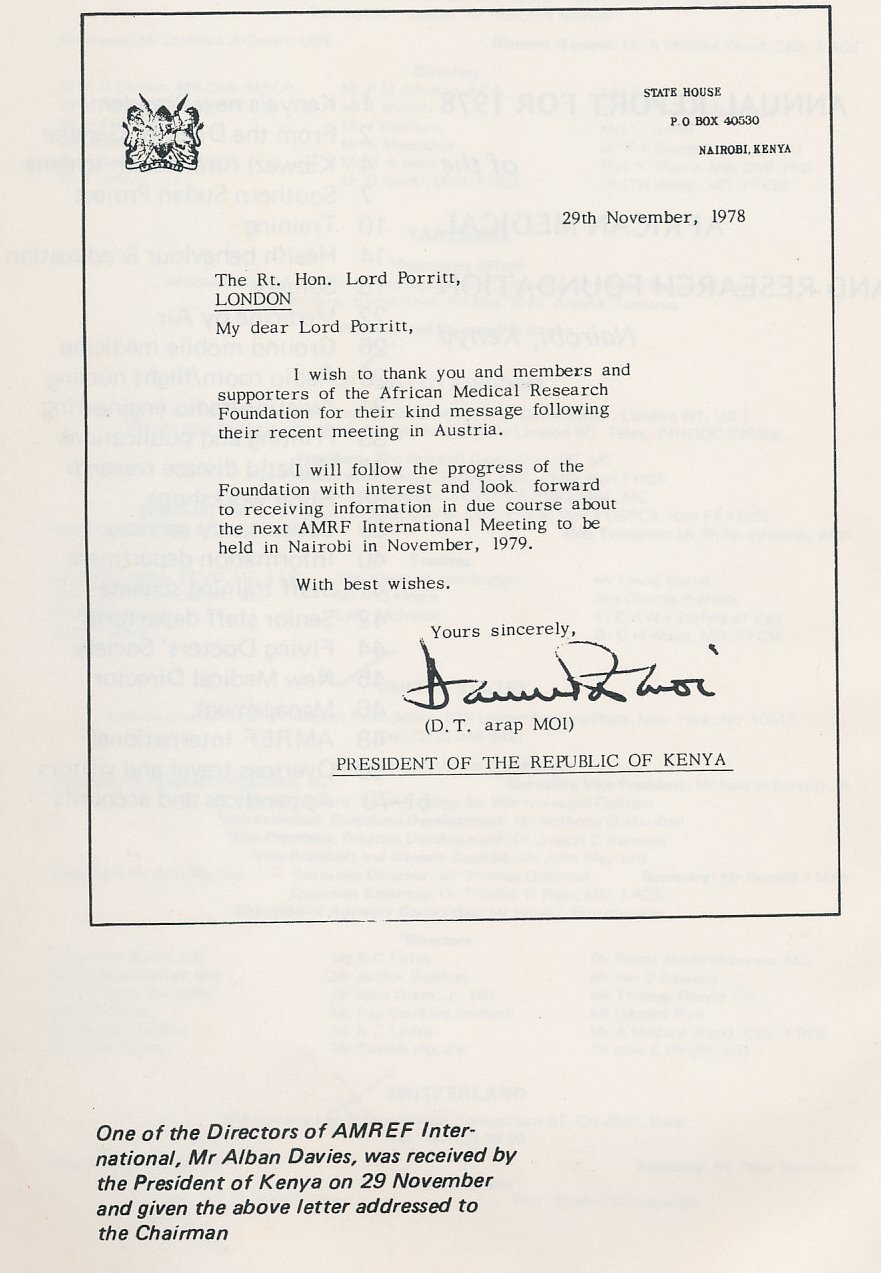 STATE HOUSE
P.O BOX 40530
NAIROBI, KENYA
29th November, 1978
The Rt. Hon. Lord Porritt,
LONDON
My dear Lord Porritt,
I wish to thank you and members and
supporters of the African Medical Research
Foundation for their kind message following
their recent meeting in Austria.
I will follow the progress of the
Foundation with interest and look forward
to receiving information in due course about
the next AMRF International Meeting to be
held in Nairobi in November, 1979.
With best wishes.
Yours sincerely,
(D.T. arap MOI)
PRESIDENT OF THE REPUBLIC OF KENYA
One of the Directors of AMREF Inter-
national, Mr Alban Davies, was received by
the President of Kenya on 29 November
and given the above letter addressed to
the Chairman